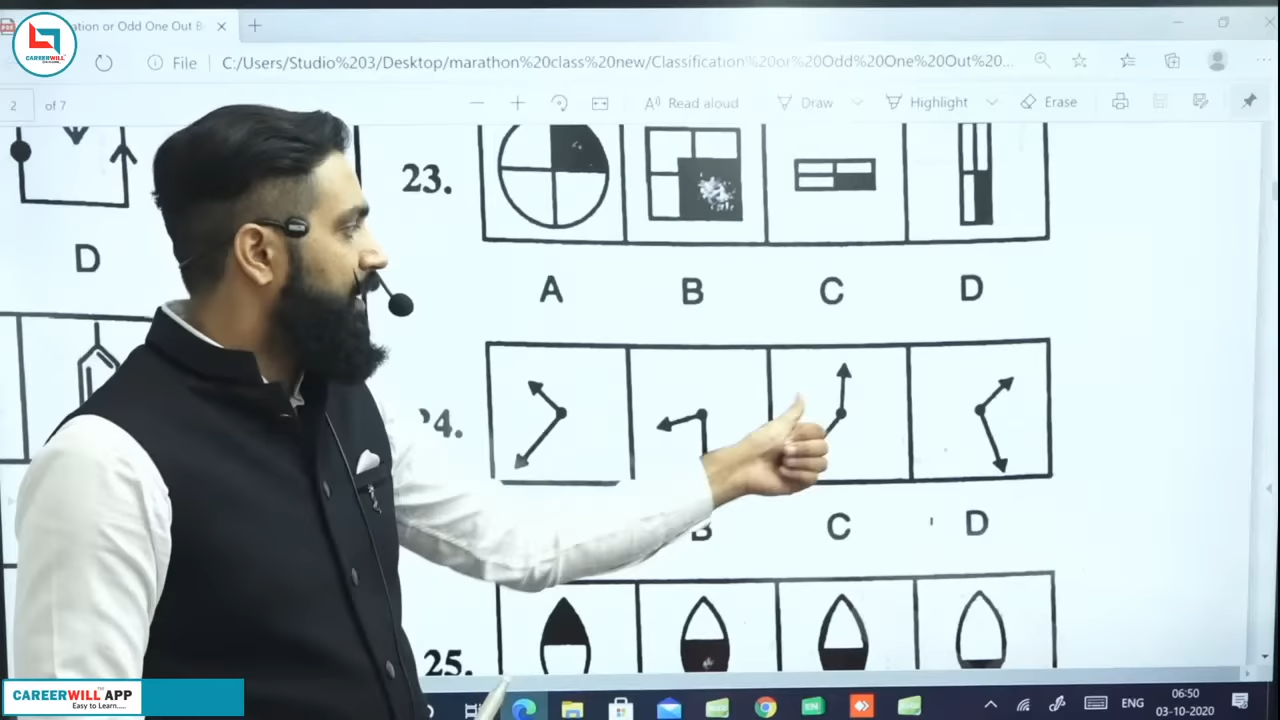 ation or Odd One Out B
CAREERWILL
File C:/Users/Studio%203/Desktop/marathon%20class%20new/Classification%20or%20Odd%20One%20Out%20...
2 of 7
Read aloud Draw Highlight Erase
23.
D
A B C D
24.
B C D
25.
CAREERWILL APP
Easy to Learn.....
ENG
06:50
03-10-2020